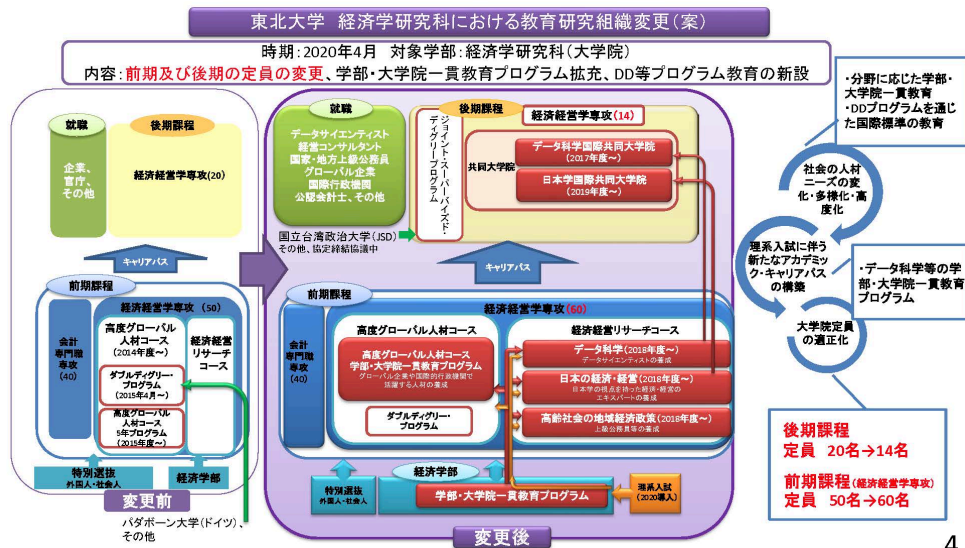 東北大学 経済学研究科における教育研究組織変更(案)
時期:2020年4月 対象学部:経済学研究科(大学院)
内容:前期及び後期の定員の変更、学部・大学院一貫教育プログラム拡充、DD等プログラム教育の新設
就職
企業、
官庁、
その他
後期課程
経済経営学専攻(20)
キャリアパス
前期課程
会計
専門職
専攻
(40)
経済経営学専攻 (50)
高度グローバル
人材コース
(2014年度~)
ダブルディグリー・
プログラム
(2015年4月~)
高度グローバル
人材コース
5年プログラム
(2015年度~)
経済経営
リサーチ
コース
特別選抜
外国人・社会人
経済学部
変更前
パダボーン大学(ドイツ)、
その他
就職
データサイエンティスト
経営コンサルタント
国家・地方上級公務員
グローバル企業
国際行政機関
公認会計士、その他
国立台湾政治大学(JSD)
その他、協定締結協議中
後期課程
ジョイント・スーパーバイズド・
ディグリープログラム
経済経営学専攻(14)
共同大学院
データ科学国際共同大学院
(2017年度~)
日本学国際共同大学院
(2019年度~)
キャリアパス
前期課程
会計
専門職
専攻
(40)
経済経営学専攻(60)
高度グローバル人材コース
高度グローバル人材コース
学部・大学院一貫教育プログラム
グローバル企業や国際的行政機関で
活躍する人材の養成
ダブルディグリー・
プログラム
経済経営リサーチコース
データ科学(2018年度~)
データサイエンティストの養成
日本の経済・経営(2018年度~)
日本学の視点を持った経済・経営の
エキスパートの養成
高齢社会の地域経済政策(2018年度~)
上級公務員等の養成
特別選抜
外国人・社会人
経済学部
学部・大学院一貫教育プログラム
理系入試
(2020導入)
変更後
・分野に応じた学部・
大学院一貫教育
・DDプログラムを通じ
た国際標準の教育
社会の人材
ニーズの変
化・多様化・高
度化
理系入試に伴う
新たなアカデミッ
ク・キャリアパス
の構築
・データ科学等の学
部・大学院一貫教育
プログラム
大学院定員
の適正化
後期課程
定員 20名→14名
前期課程(経済経営学専攻)
定員 50名→60名
4